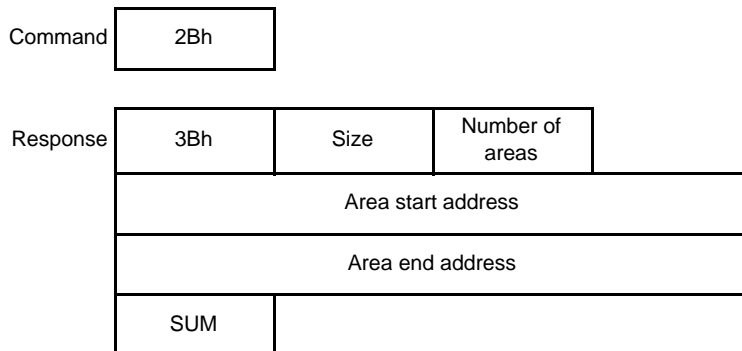 Command 2Bh
Response 3Bh Size Number of
areas
Area start address
Area end address
SUM